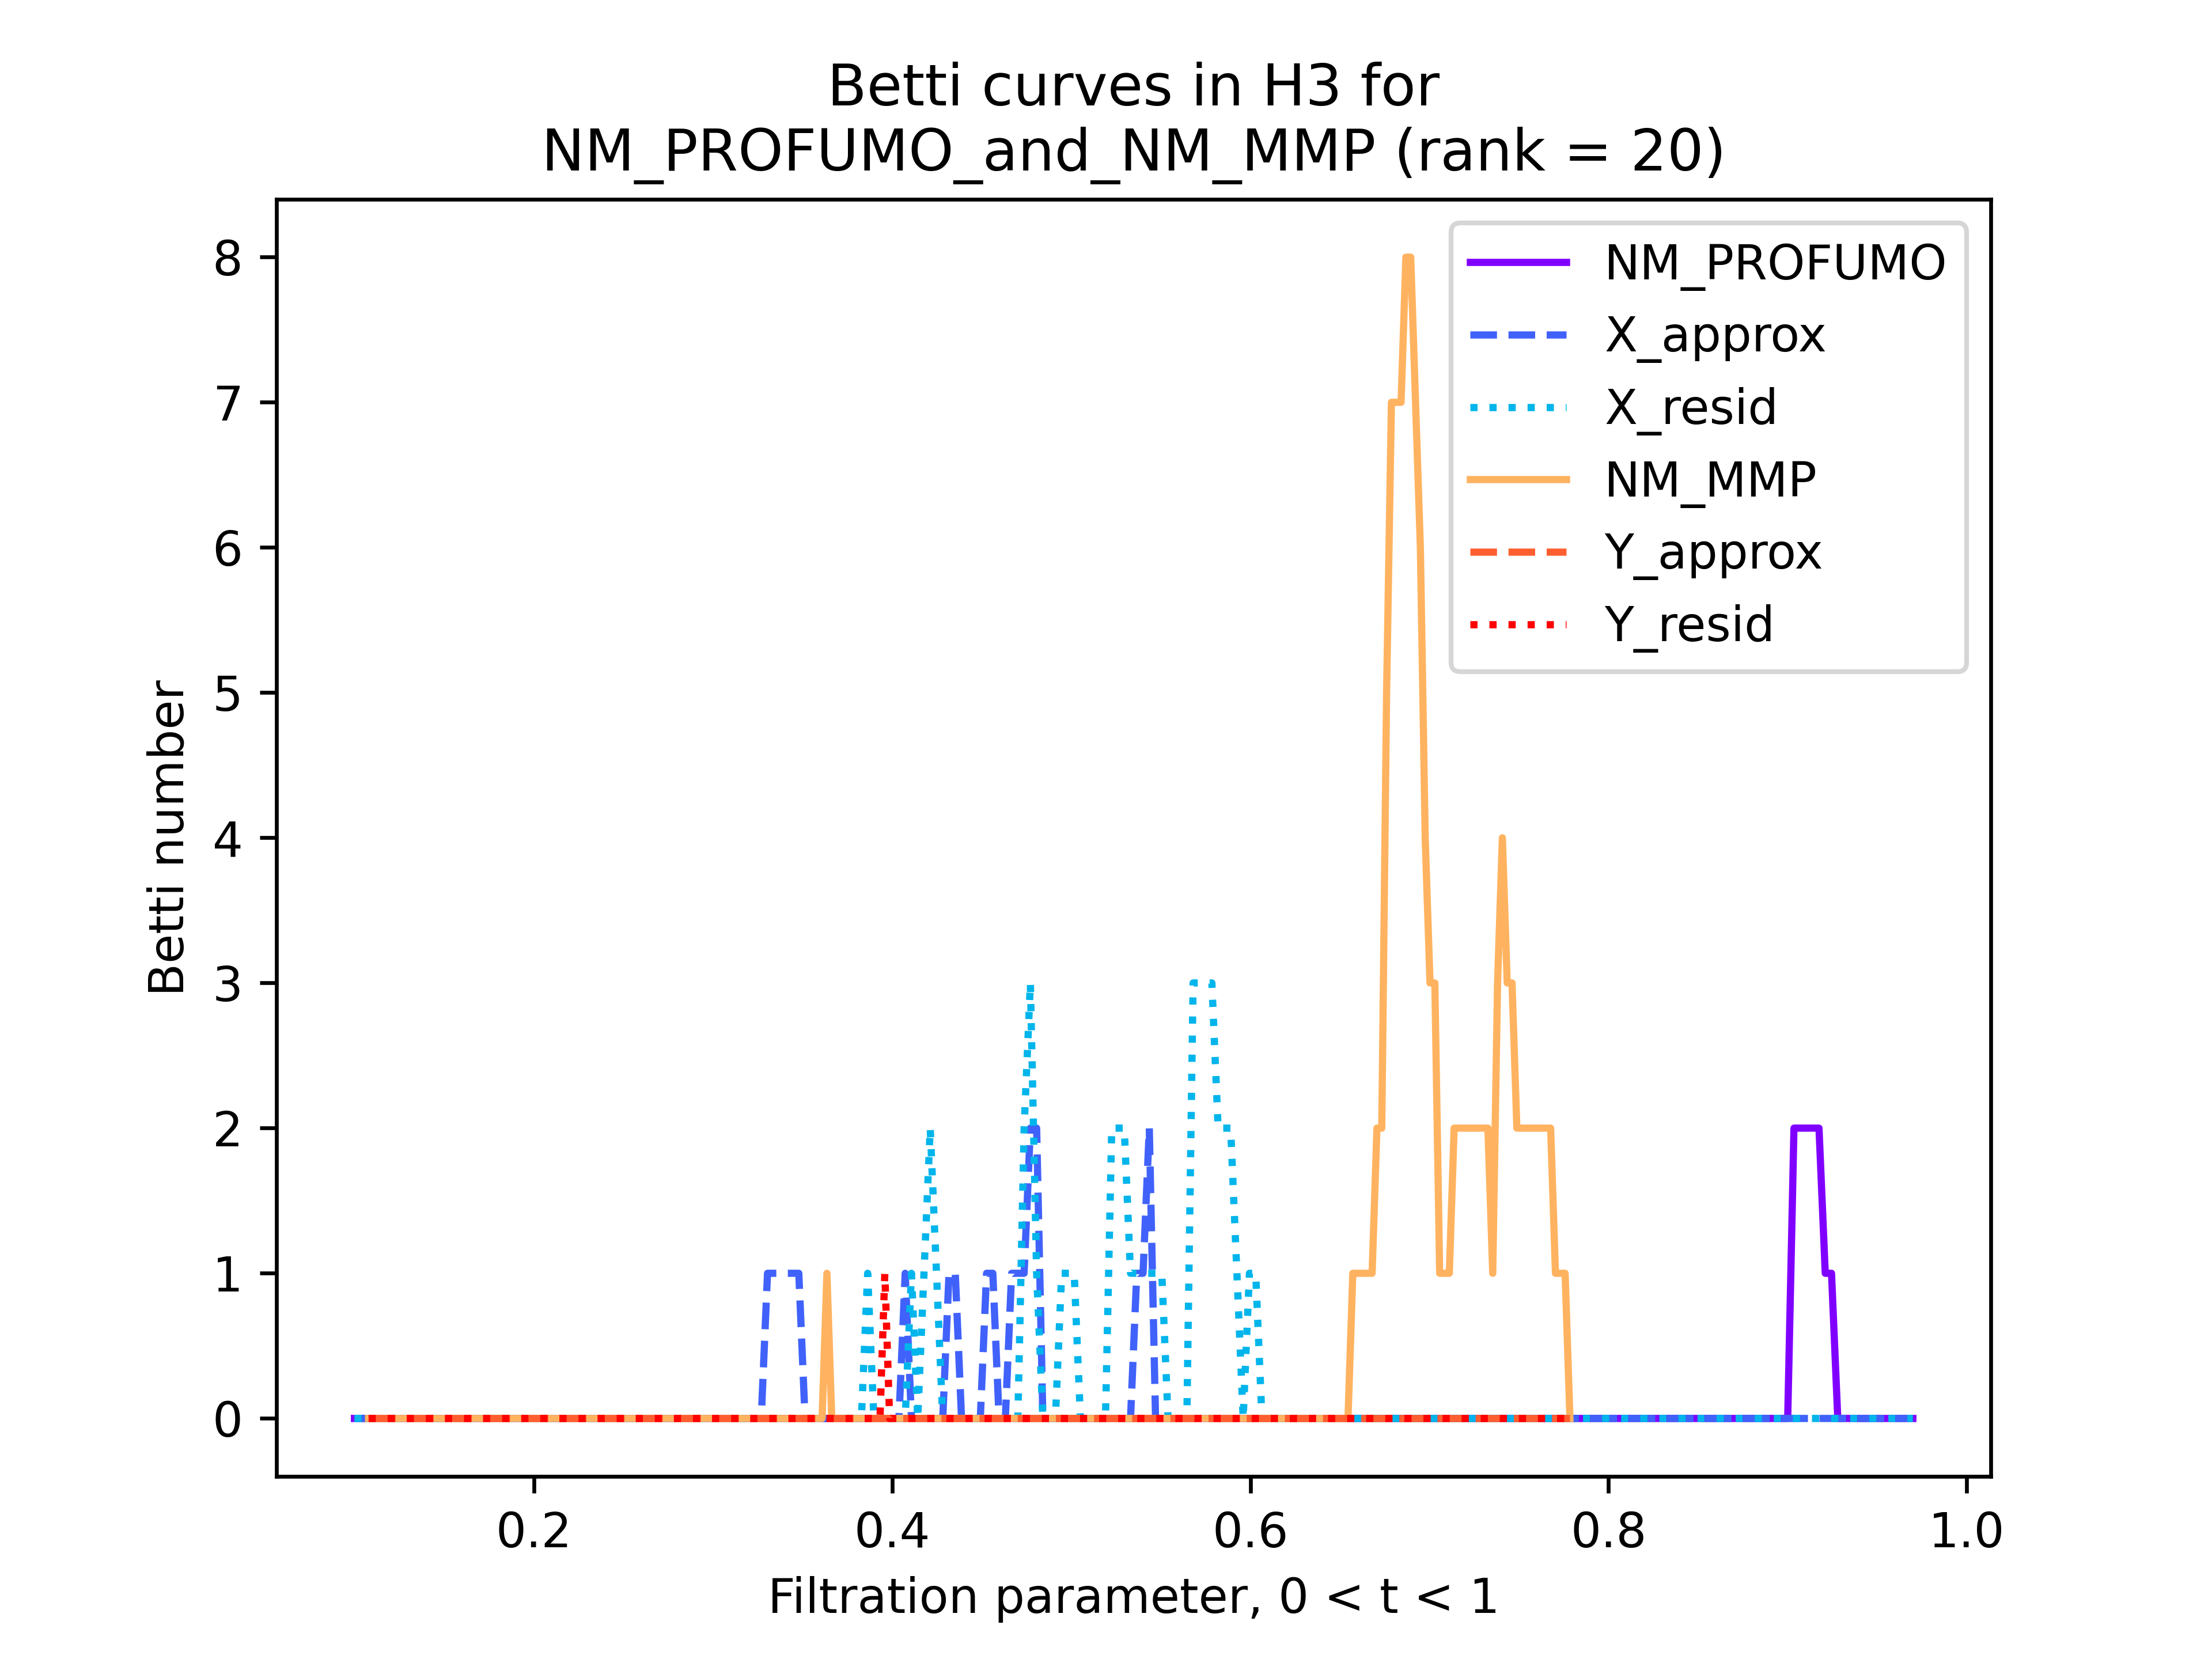 Betti curves in H3 for
NM_PROFUMO_and_NM_MMP (rank = 20)
Betti number
8
7
6
5
4
3
2
1
0
NM_PROFUMO
X_approx
X_resid
NM_MMP
Y_approx
Y_resid
0.2 0.4 0.6 0.8 1.0
Filtration parameter, 0 < t < 1